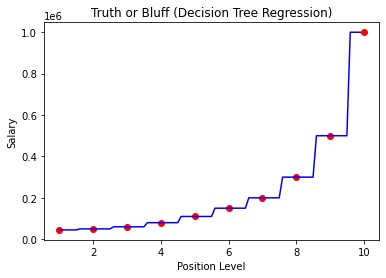 Truth or Bluff (Decision Tree Regression)
1e6
1.0
0.8
0.6
0.4
0.2
0.0
Salary
2 4 6 8 10
Position Level